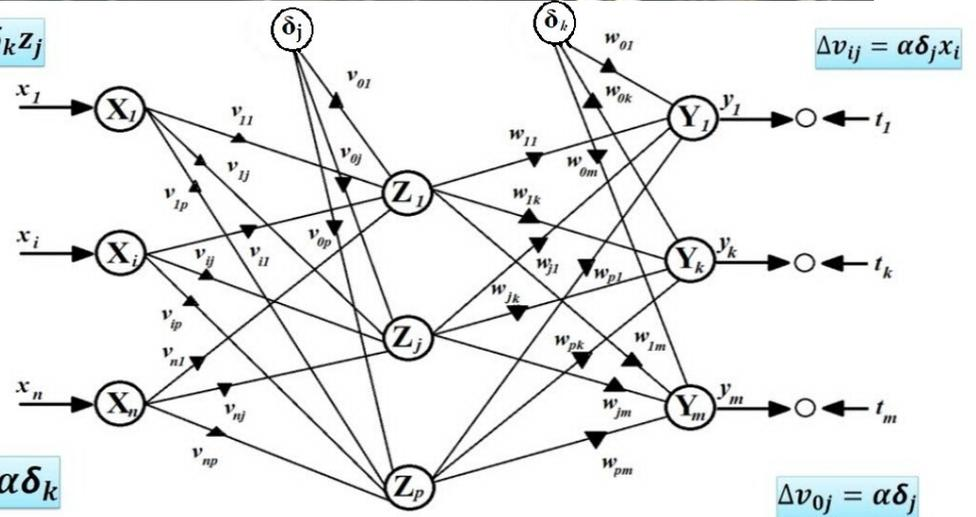 δj
δk
kzj
Δvij = αδjxi
w01
v01
w0k
x1
X1
v11
Y1
y1
t1
w11
v0j
w0m
v1j
v1p
Z1
w1k
xi
Xi
vij
vi1
v0p
wj1
wp1
Yk
yk
tk
wjk
vip
Zj
wpk
w1m
vn1
xn
Xn
vnj
wjm
Ym
ym
tm
vnp
wpm
αδk
Zp
Δv0j = αδj